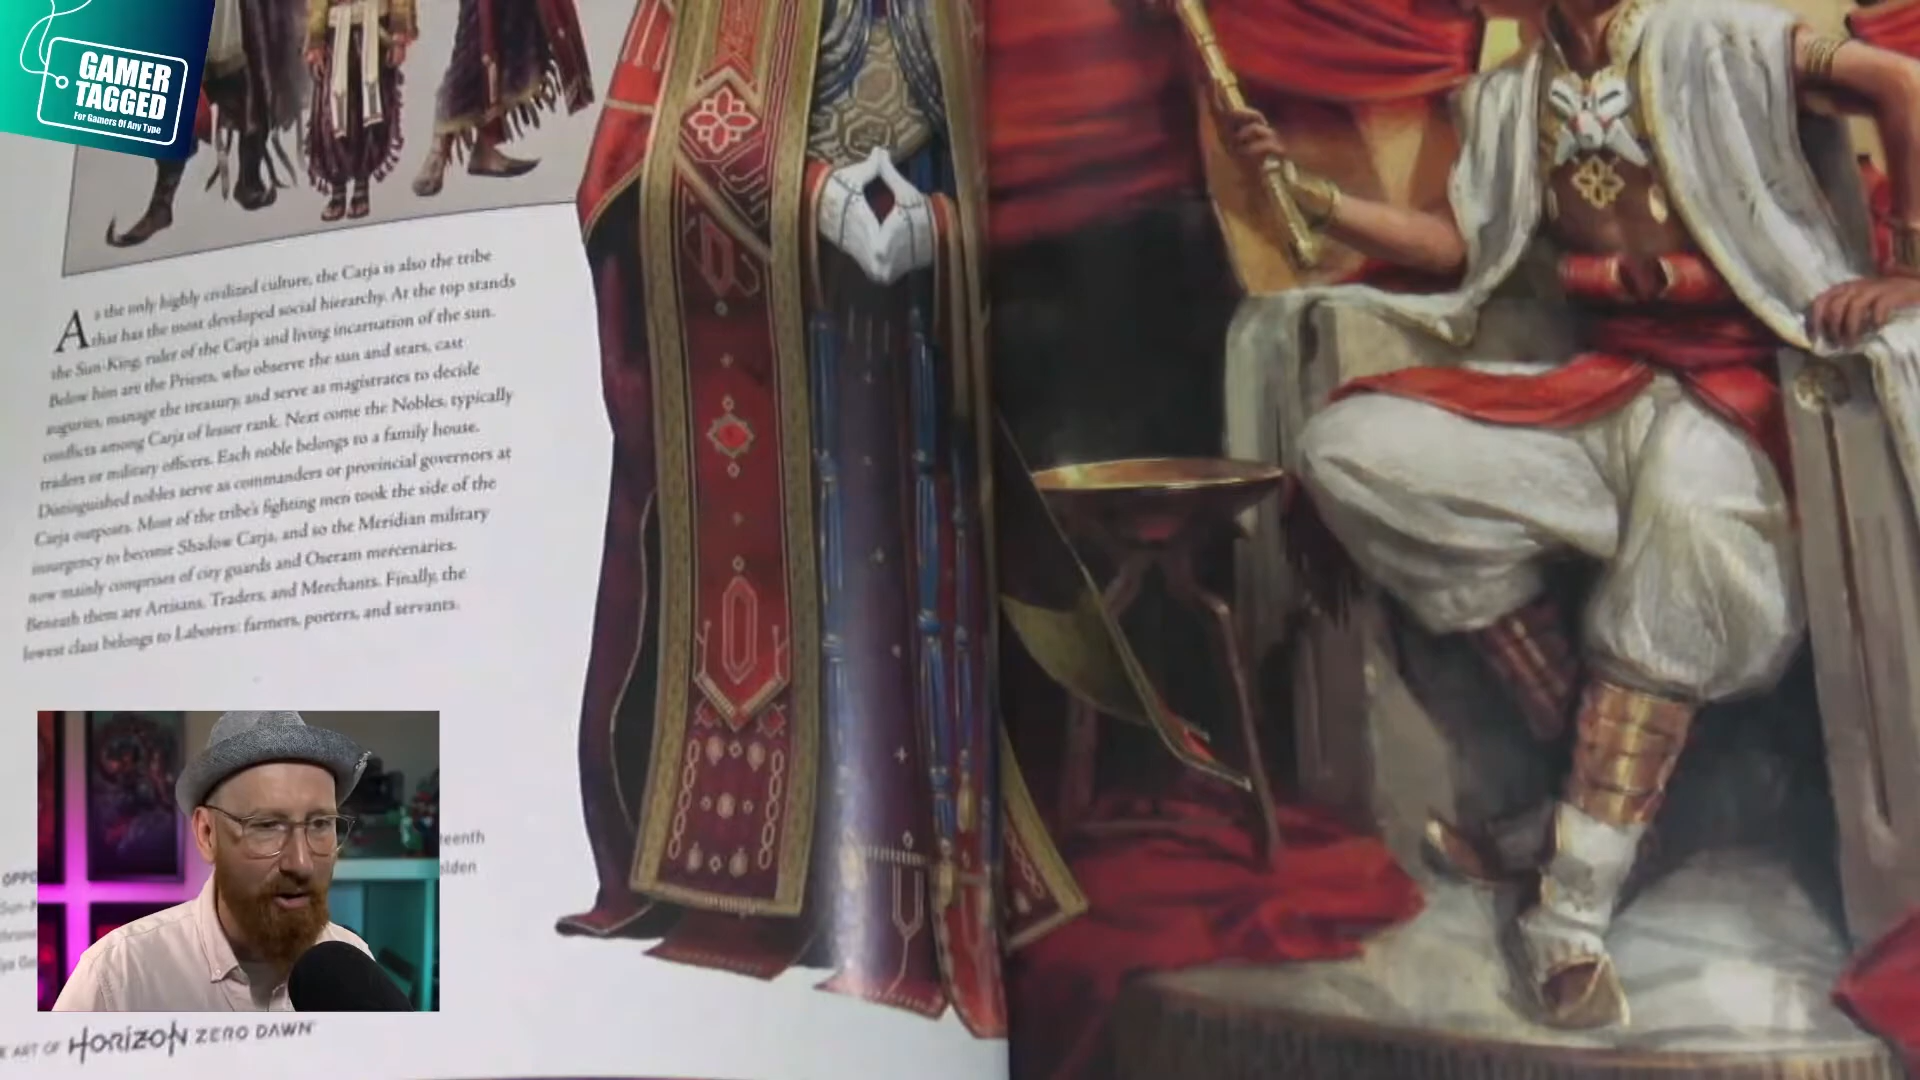 GAMER
TAGGED
For Gamers Of Any Type
As the only highly civilized culture, the Carja is also the tribe
that has the most developed social hierarchy. At the top stands
the Sun-King, ruler of the Carja and living incarnation of the sun.
Below him are the Priests, who observe the sun and stars, cast
auguries, manage the treasury, and serve as magistrates to decide
conflicts among Carja of lesser rank. Next come the Nobles, typically
traders or military officers. Each noble belongs to a family house.
Distinguished nobles serve as commanders or provincial governors at
Carja outposts. Most of the tribe's fighting men took the side of the
insurgency to become Shadow Carja, and so the Meridian military
now mainly comprises of city guards and Oseram mercenaries.
Beneath them are Artisans, Traders, and Merchants. Finally, the
lowest class belongs to Laborers: farmers, porters, and servants.
OPPO
Sun-
ART OF HORIZON ZERO DAWN